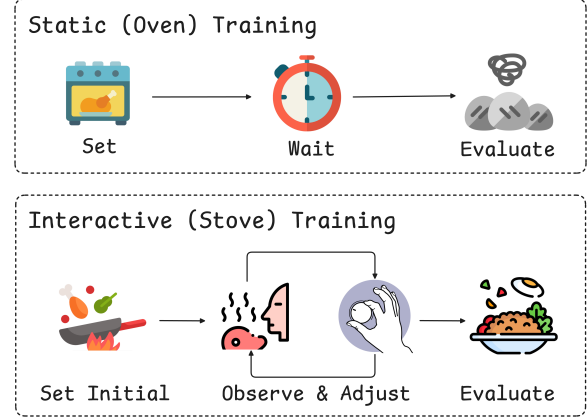 Static (Oven) Training
Set
Wait
Evaluate
Interactive (Stove) Training
Set Initial
Observe & Adjust
Evaluate